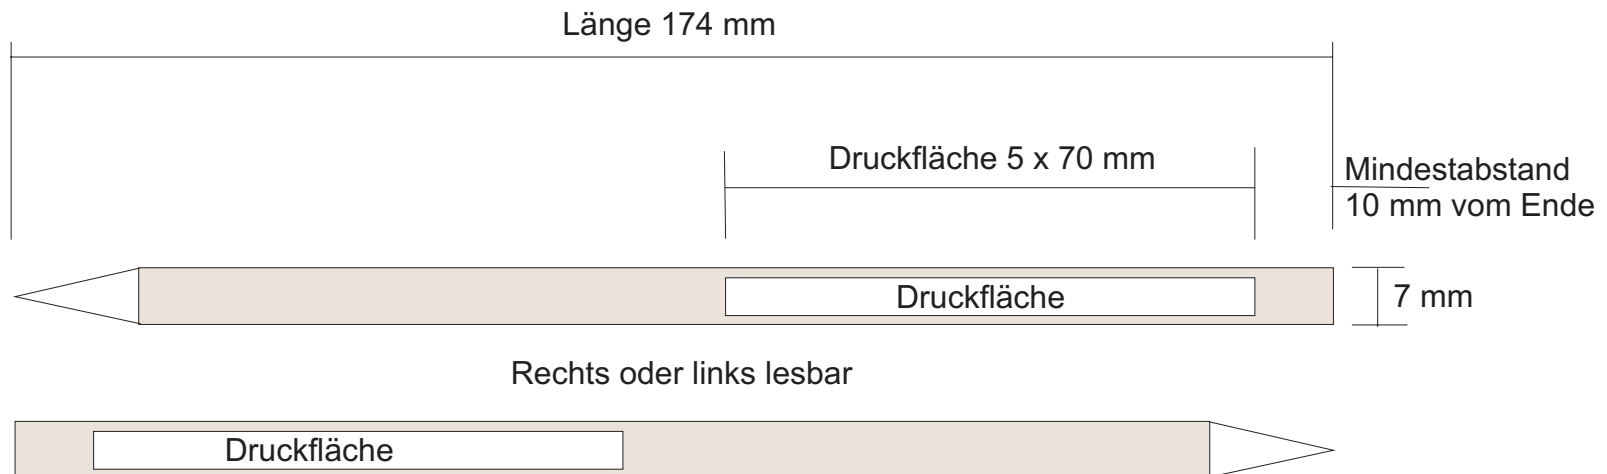 Länge 174 mm
Druckfläche 5 x 70 mm
Mindestabstand
10 mm vom Ende
Druckfläche
7 mm
Rechts oder links lesbar
Druckfläche